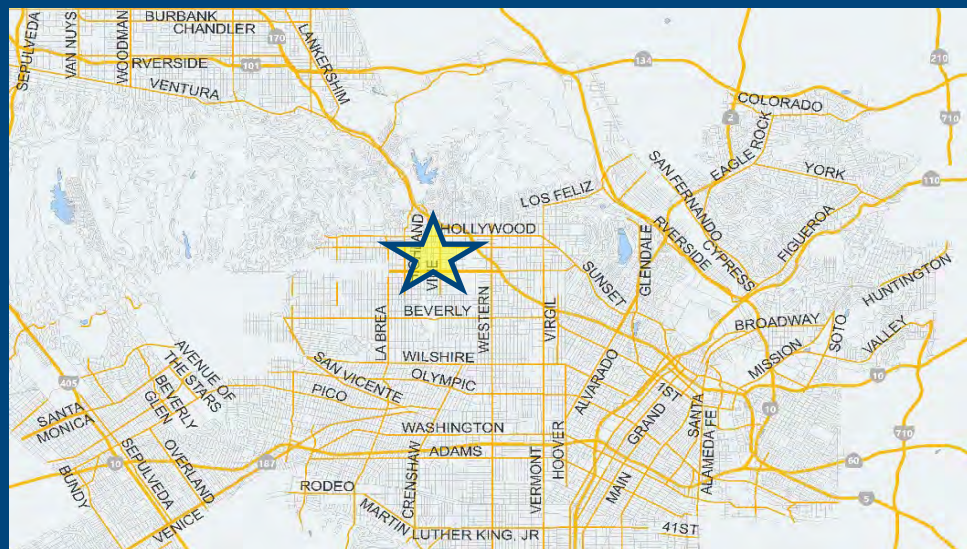 BURBANK
CHANDLER
SEPULVEDA
VAN NUYS
WOODMAN
170
LANKERSHIM
101
RVERSIDE
VENTURA
134
210
COLORADO
2
710
EAGLE ROCK
SAN FERNANDO
YORK
110
LOS FELIZ
HOLLYWOOD
RVERSIDE
CYPRESS
FIGUEROA
GLENDALE
SUNSET
HUNTINGTON
VINE
LA BREA
BEVERLY
WESTERN
VIRGIL
BROADWAY
SOTO
VALLEY
MISSION
WILSHIRE
OLYMPIC
SAN VICENTE
PICO
ALVARADO
1ST
10
405
AVENUE OF
THE STARS
BEVERLY
GLEN
SANTA
MONICA
GRAND
SANTA
ALAMEDA FE
10
WASHINGTON
ADAMS
710
SEPULVEDA
OVERLAND
10
187
BUNDY
VENICE
RODEO
CRENSHAW
VERMONT
HOOVER
MAIN
60
5
MARTIN
LUTHER KING, JR
41ST